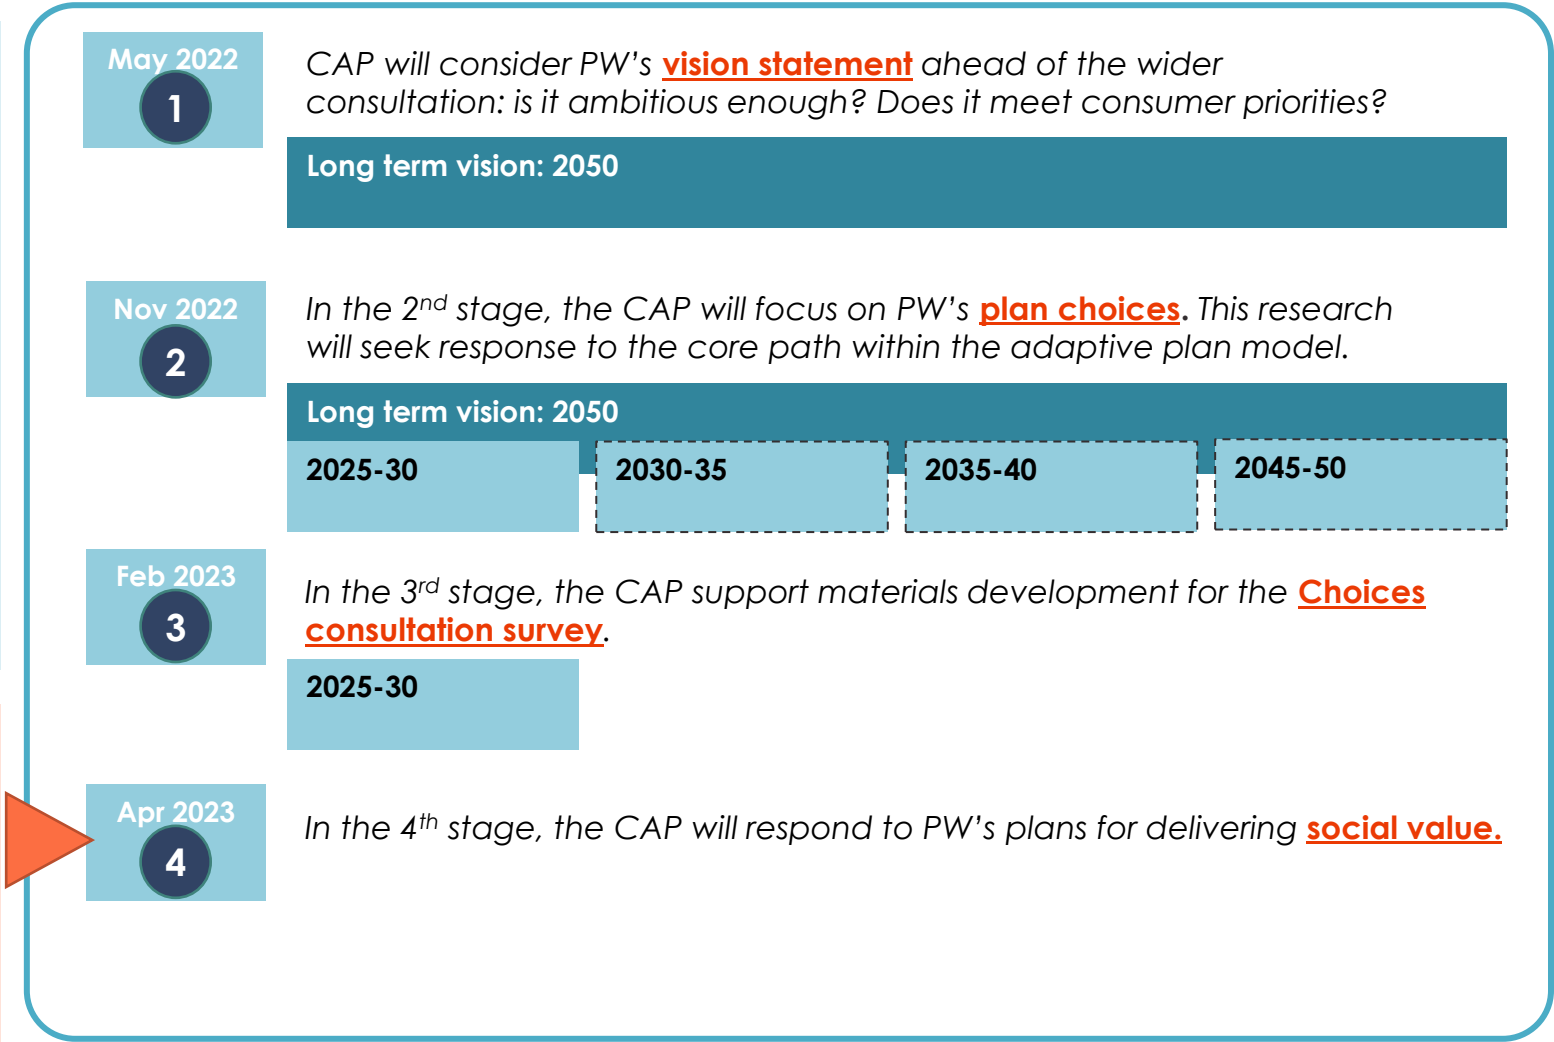 May 2022
1
CAP will consider PW’s vision statement ahead of the wider
consultation: is it ambitious enough? Does it meet consumer priorities?
Long term vision: 2050
Nov 2022
2
In the 2nd stage, the CAP will focus on PW’s plan choices. This research
will seek response to the core path within the adaptive plan model.
Long term vision: 2050
2025-30
2030-35
2035-40
2045-50
Feb 2023
3
In the 3rd stage, the CAP support materials development for the Choices
consultation survey.
2025-30
Apr 2023
4
In the 4th stage, the CAP will respond to PW’s plans for delivering social value.